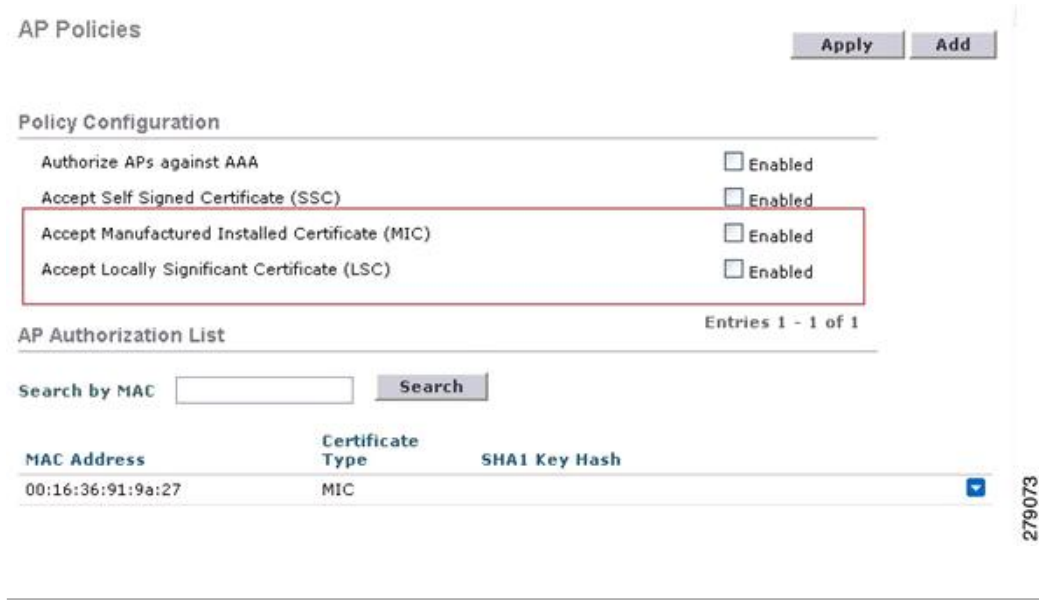 AP Policies
Apply Add
Policy Configuration
Authorize APs against AAA Enabled
Accept Self Signed Certificate (SSC) Enabled
Accept Manufactured Installed Certificate (MIC) Enabled
Accept Locally Significant Certificate (LSC) Enabled
Entries 1 - 1 of 1
AP Authorization List
Search by MAC Search
MAC Address Certificate Type SHA1 Key Hash
00:16:36:91:9a:27 MIC
279073